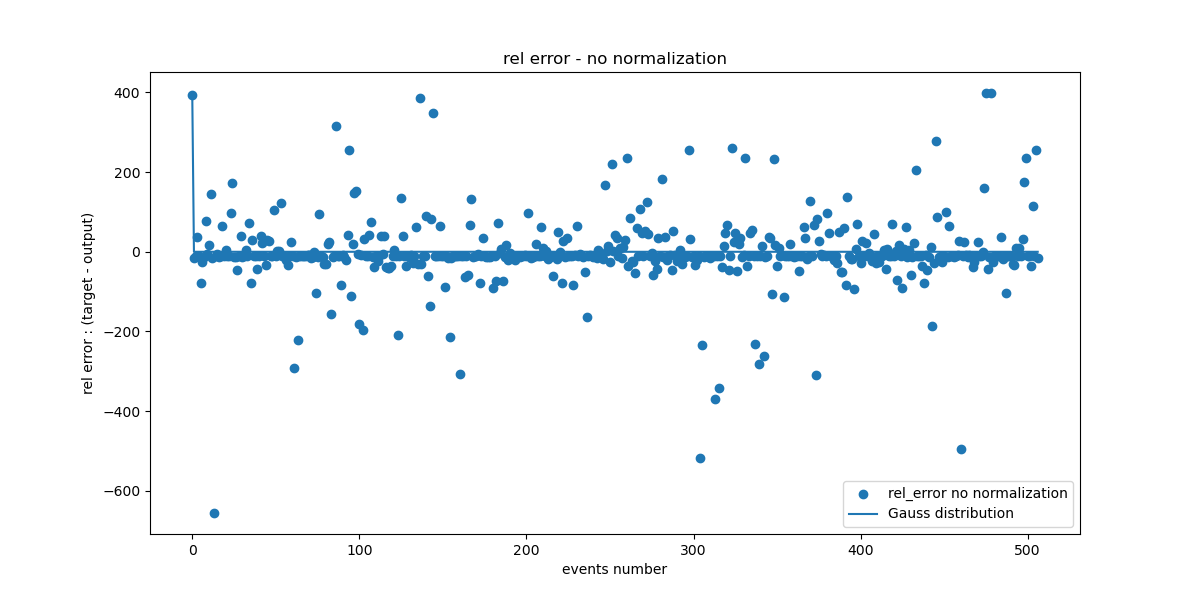 rel error - no normalization
rel error : (target - output)
400
200
0
−200
−400
−600
0
100
200
300
400
500
events number
rel_error no normalization
Gauss distribution